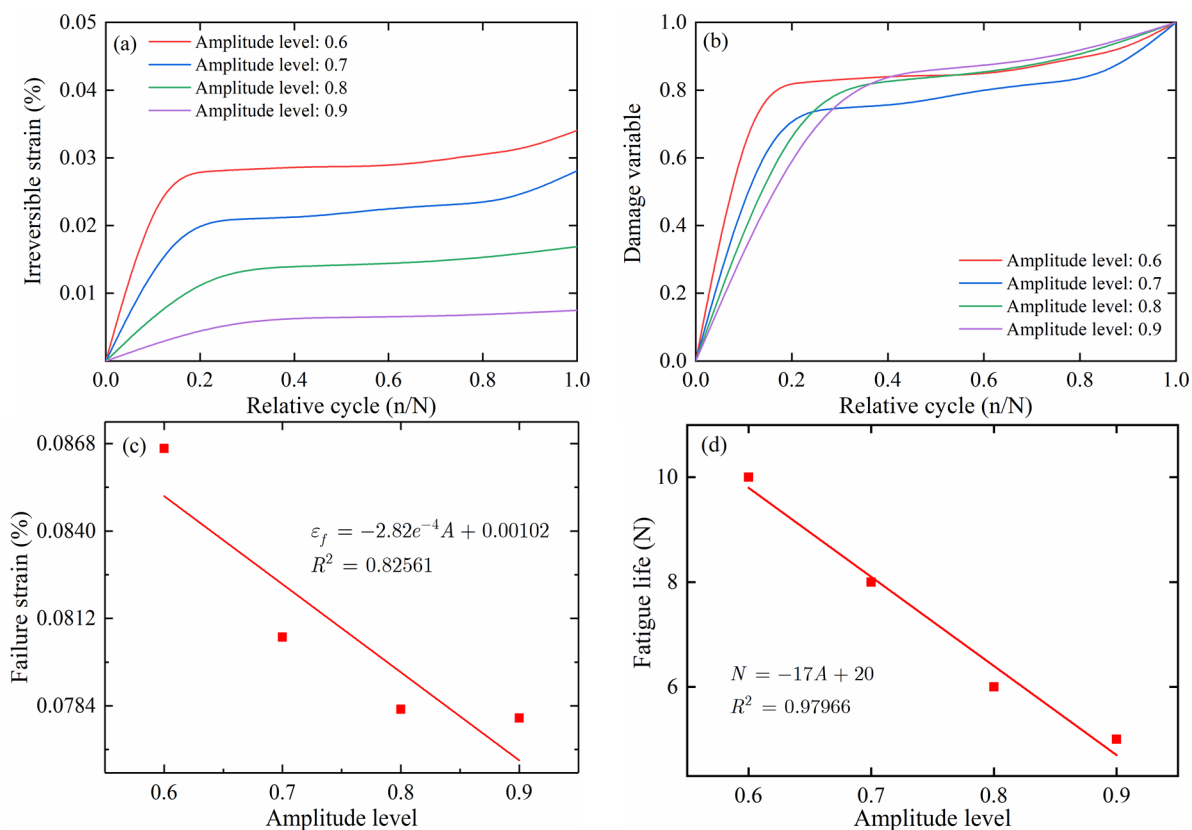 (a)
Amplitude level: 0.6
Amplitude level: 0.7
Amplitude level: 0.8
Amplitude level: 0.9
0.05
0.04
0.03
0.02
0.01
Irreversible strain (%)
0.0 0.2 0.4 0.6 0.8 1.0
Relative cycle (n/N)
(b)
1.0
0.8
0.6
0.4
0.2
0.0
Damage variable
Amplitude level: 0.6
Amplitude level: 0.7
Amplitude level: 0.8
Amplitude level: 0.9
0.0 0.2 0.4 0.6 0.8 1.0
Relative cycle (n/N)
(c)
0.0868
0.0840
0.0812
0.0784
Failure strain (%)
εf = −2.82e⁻⁴A + 0.00102
R² = 0.82561
0.6 0.7 0.8 0.9
Amplitude level
(d)
10
8
6
Fatigue life (N)
N = −17A + 20
R² = 0.97966
0.6 0.7 0.8 0.9
Amplitude level